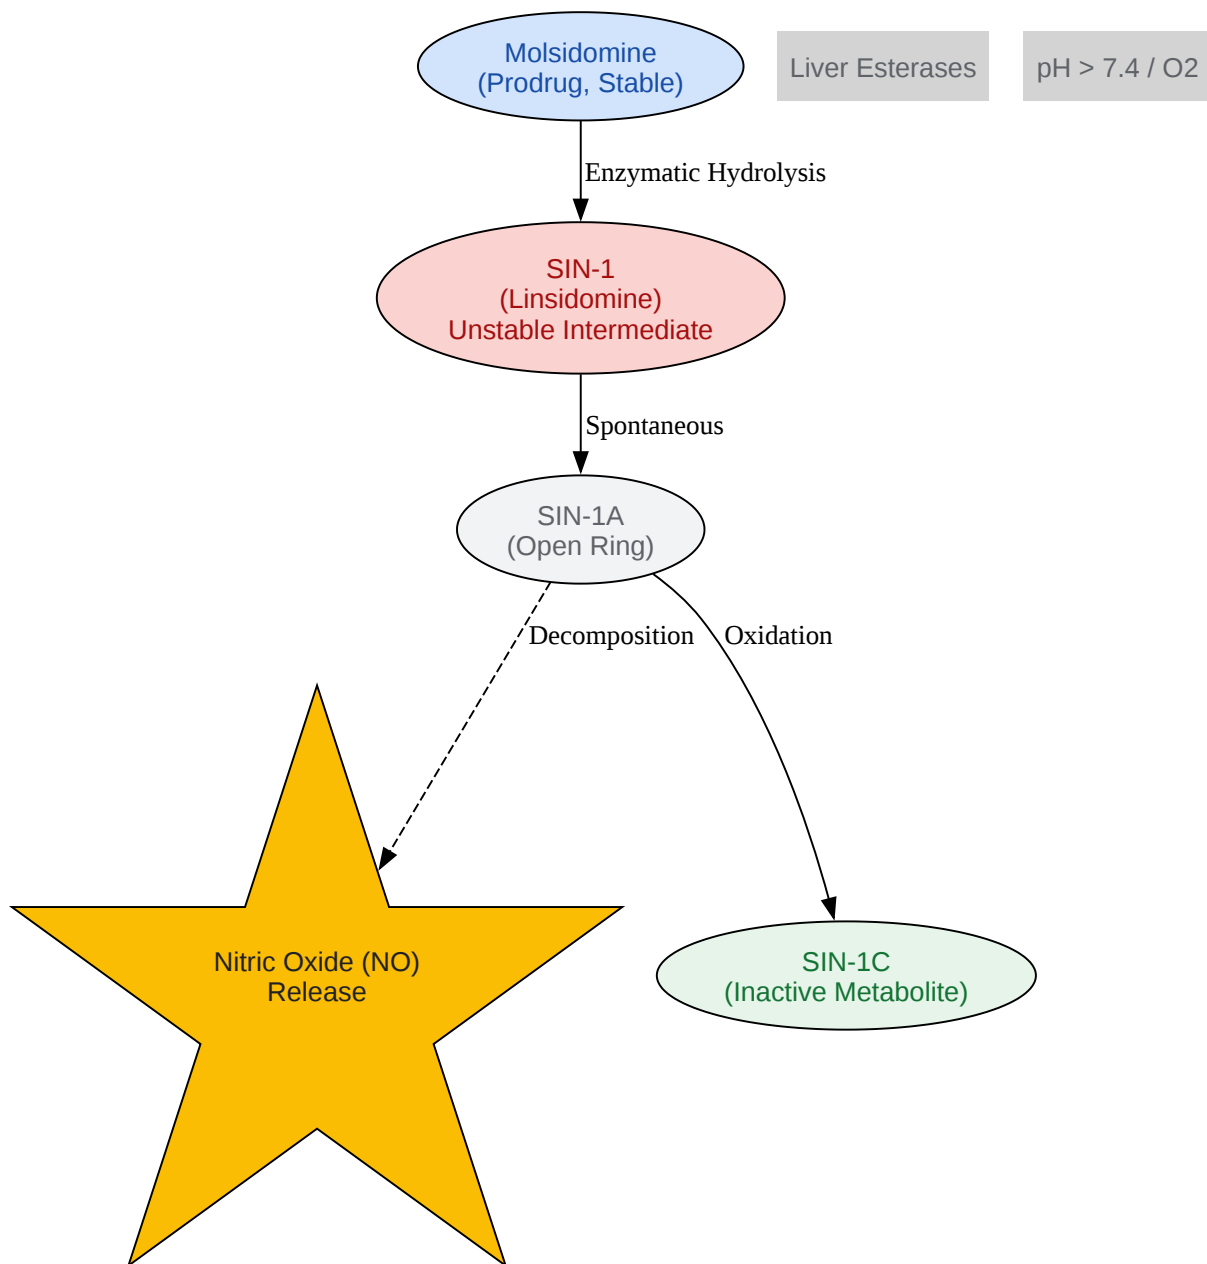 Molsidomine
(Prodrug, Stable)
Liver Esterases
pH > 7.4 / O2
Enzymatic Hydrolysis
SIN-1
(Linsidomine)
Unstable Intermediate
Spontaneous
SIN-1A
(Open Ring)
Decomposition
Oxidation
Nitric Oxide (NO)
Release
SIN-1C
(Inactive Metabolite)